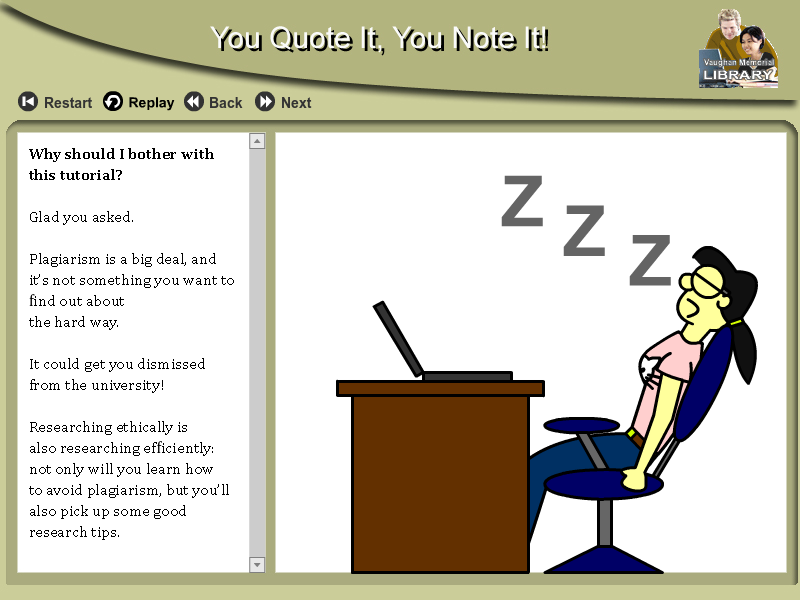 You Quote It, You Note It!
Vaughan Memorial
LIBRARY
Restart
Replay
Back
Next
Why should I bother with
this tutorial?
Glad you asked.
Plagiarism is a big deal, and
it's not something you want to
find out about
the hard way.
It could get you dismissed
from the university!
Researching ethically is
also researching efficiently:
not only will you learn how
to avoid plagiarism, but you'll
also pick up some good
research tips.
Z
Z
Z